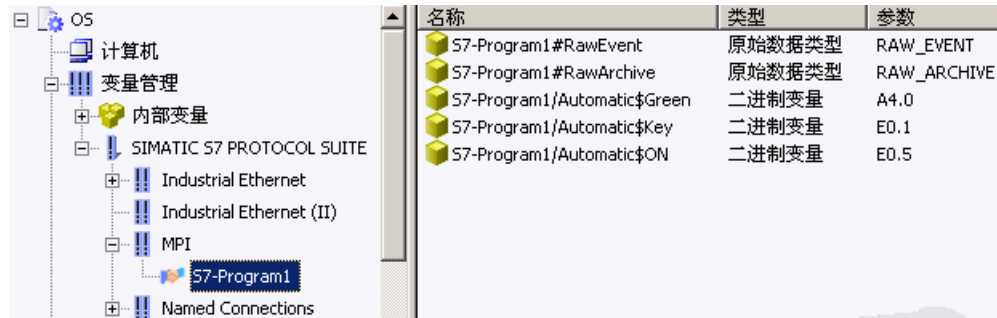 OS
计算机
变量管理
内部变量
SIMATIC S7 PROTOCOL SUITE
Industrial Ethernet
Industrial Ethernet (II)
MPI
S7-Program1
Named Connections
名称 类型 参数
S7-Program1#RawEvent 原始数据类型 RAW_EVENT
S7-Program1#RawArchive 原始数据类型 RAW_ARCHIVE
S7-Program1/Automatic$Green 二进制变量 A4.0
S7-Program1/Automatic$Key 二进制变量 E0.1
S7-Program1/Automatic$ON 二进制变量 E0.5